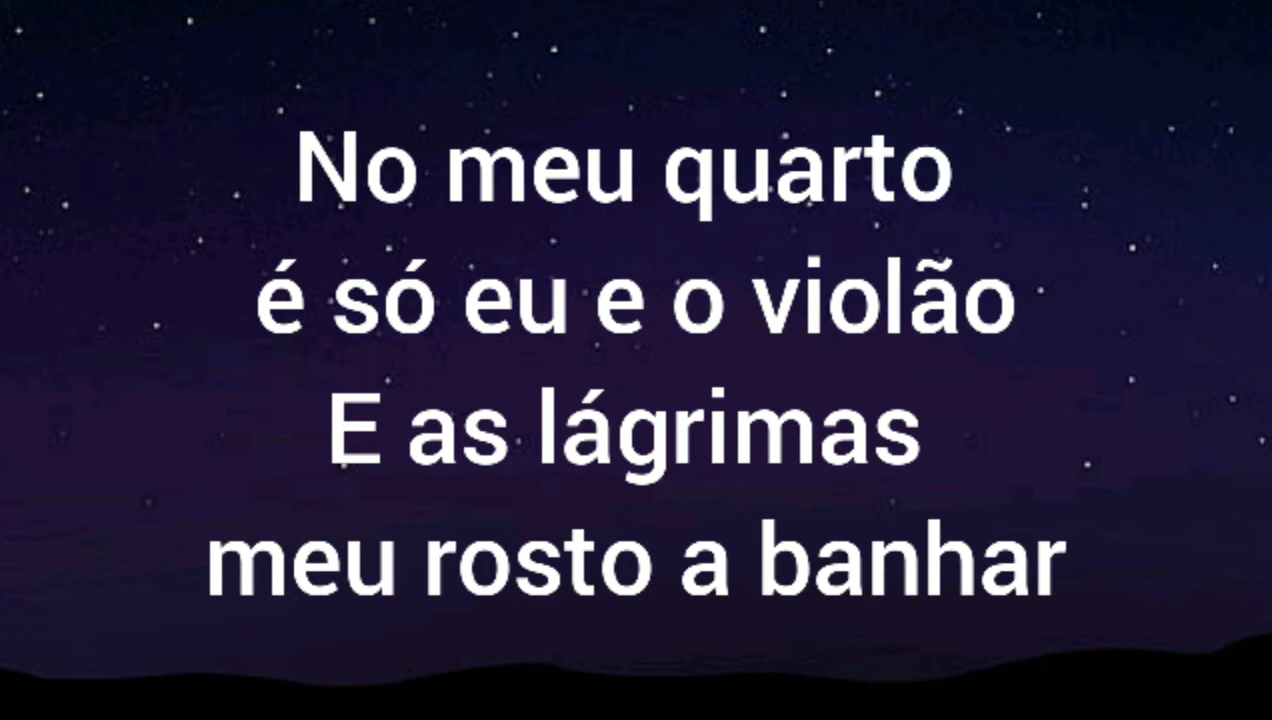 No meu quarto
é só eu e o violão
E as lágrimas
meu rosto a banhar